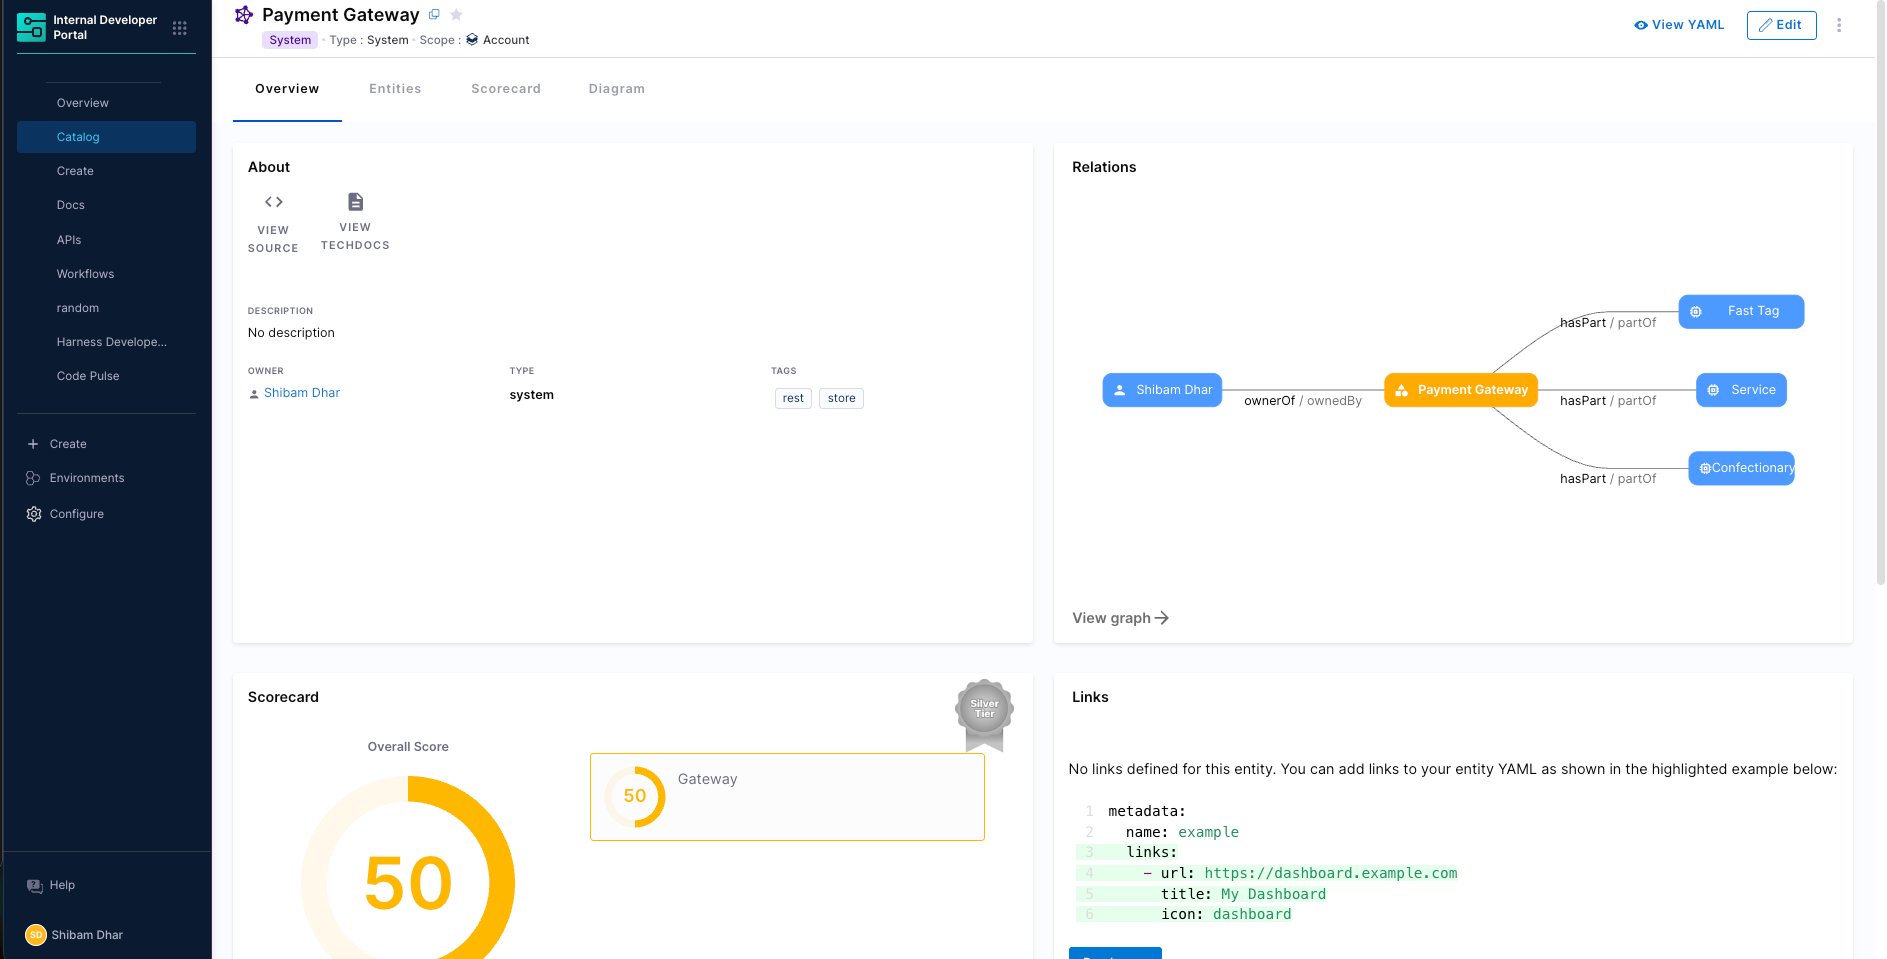 Internal Developer
Portal
Overview
Catalog
Create
Docs
APIs
Workflows
random
Harness Develope...
Code Pulse
Create
Environments
Configure
Help
SD Shibam Dhar
Payment Gateway
System Type : System Scope : Account
View YAML Edit
Overview Entities Scorecard Diagram
About
VIEW
SOURCE
VIEW
TECHDOCS
DESCRIPTION
No description
OWNER
Shibam Dhar
TYPE
system
TAGS
rest store
Relations
Shibam Dhar
ownerOf / ownedBy
Payment Gateway
hasPart / partOf
Fast Tag
hasPart / partOf
Service
hasPart / partOf
Confectionary
View graph
Scorecard
Silver
Tier
Overall Score
50
50 Gateway
Links
No links defined for this entity. You can add links to your entity YAML as shown in the highlighted example below:
1 metadata:
2 name: example
3 links:
4 - url: https://dashboard.example.com
5 title: My Dashboard
6 icon: dashboard